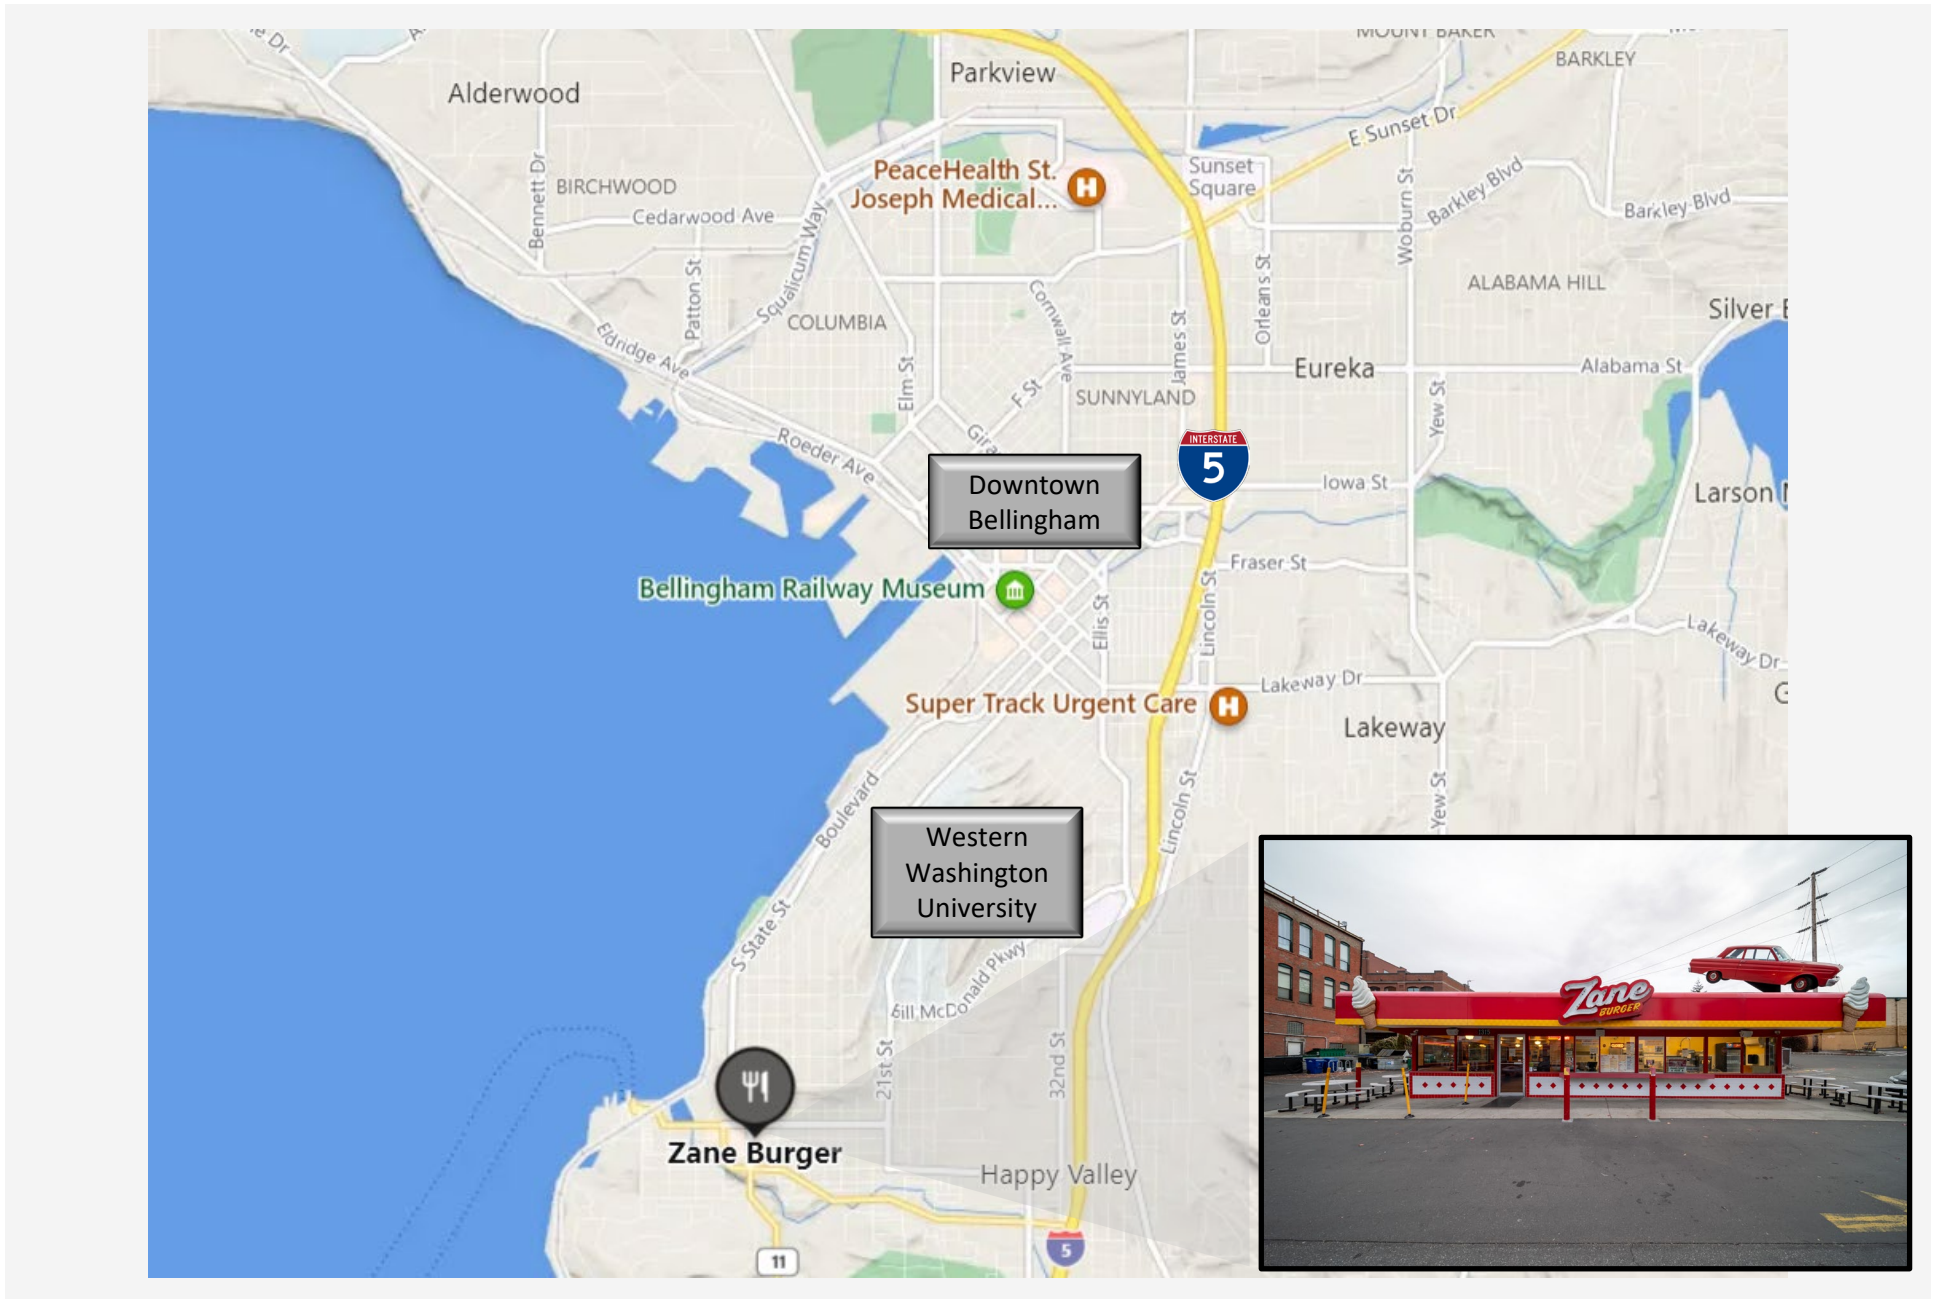 MOUNT BAKER
BARKLEY
Parkview
Alderwood
E Sunset Dr
PeaceHealth St.
Joseph Medical...
Sunset
Square
Bennett Dr
BIRCHWOOD
Cedarwood Ave
Woburn St
Barkley Blvd
Barkley Blvd
Squalicum Way
Patton St
COLUMBIA
Cornwall Ave
James St
Orleans St
ALABAMA HILL
Silver
Eldridge Ave
Elm St
F St
SUNNYLAND
Eureka
Alabama St
Yew St
Roeder Ave
INTERSTATE
5
Downtown
Bellingham
Iowa St
Larson
Bellingham Railway Museum
Ellis St
Lincoln St
Fraser St
Lakeway Dr
Super Track Urgent Care
Lakeway Dr
Lakeway
Boulevard
Lincoln St
Yew St
Western
Washington
University
S State St
Bill McDonald Pkwy
21st St
32nd St
Zane Burger
Happy Valley
11
5
Zane
BURGER